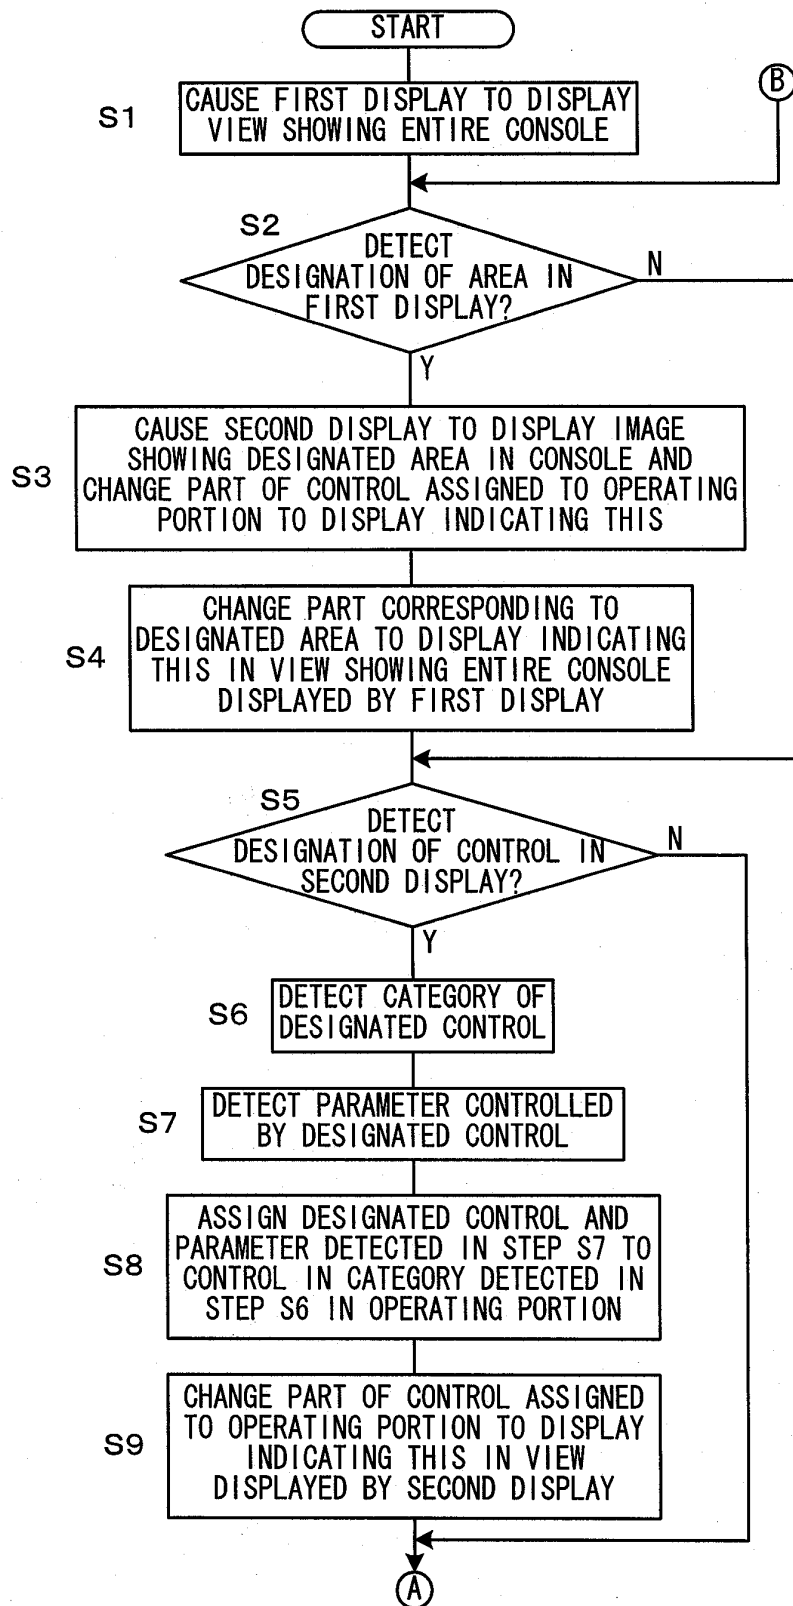 START
B
S1
CAUSE FIRST DISPLAY TO DISPLAY
VIEW SHOWING ENTIRE CONSOLE
S2
DETECT
DESIGNATION OF AREA IN
FIRST DISPLAY?
N
Y
S3
CAUSE SECOND DISPLAY TO DISPLAY IMAGE
SHOWING DESIGNATED AREA IN CONSOLE AND
CHANGE PART OF CONTROL ASSIGNED TO OPERATING
PORTION TO DISPLAY INDICATING THIS
S4
CHANGE PART CORRESPONDING TO
DESIGNATED AREA TO DISPLAY INDICATING
THIS IN VIEW SHOWING ENTIRE CONSOLE
DISPLAYED BY FIRST DISPLAY
S5
DETECT
DESIGNATION OF CONTROL IN
SECOND DISPLAY?
N
Y
S6
DETECT CATEGORY OF
DESIGNATED CONTROL
S7
DETECT PARAMETER CONTROLLED
BY DESIGNATED CONTROL
S8
ASSIGN DESIGNATED CONTROL AND
PARAMETER DETECTED IN STEP S7 TO
CONTROL IN CATEGORY DETECTED IN
STEP S6 IN OPERATING PORTION
S9
CHANGE PART OF CONTROL ASSIGNED
TO OPERATING PORTION TO DISPLAY
INDICATING THIS IN VIEW
DISPLAYED BY SECOND DISPLAY
A